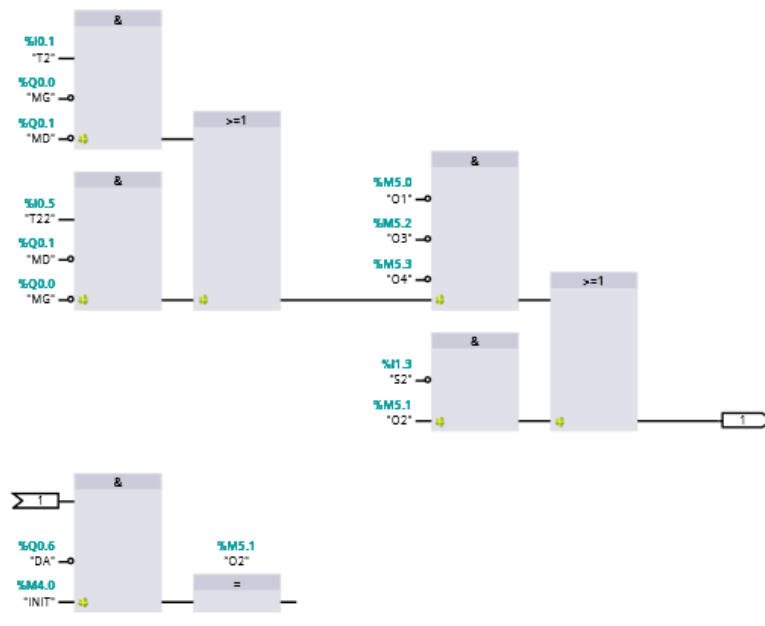 &
%I0.1
"T2"
%Q0.0
"MG"
%Q0.1
"MD"
>=1
&
%I0.5
"T22"
%Q0.1
"MD"
%Q0.0
"MG"
&
%M5.0
"O1"
%M5.2
"O3"
%M5.3
"O4"
>=1
&
%I1.3
"S2"
%M5.1
"O2"
1
&
1
%Q0.6
"DA"
%M4.0
"INIT"
%M5.1
"O2"
=